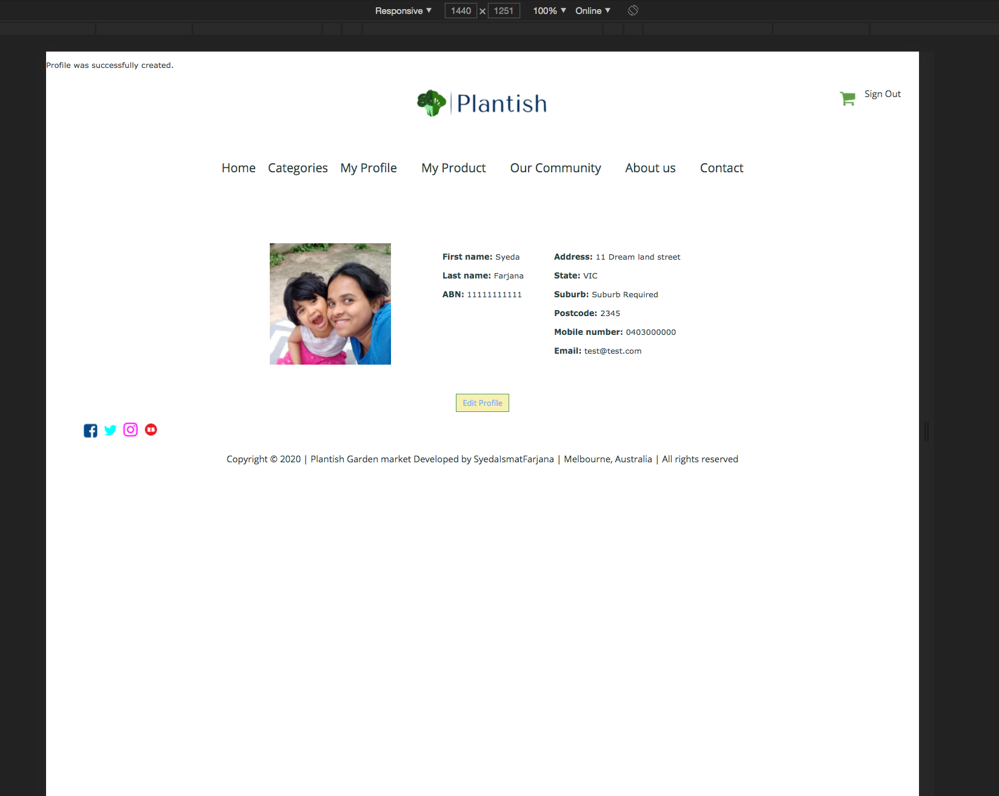 Responsive ▼ 1440 × 1251 100% ▼ Online ▼
Profile was successfully created.
Plantish
Sign Out
Home Categories My Profile My Product Our Community About us Contact
First name: Syeda
Last name: Farjana
ABN: 11111111111
Address: 11 Dream land street
State: VIC
Suburb: Suburb Required
Postcode: 2345
Mobile number: 0403000000
Email: test@test.com
Edit Profile
Copyright © 2020 | Plantish Garden market Developed by SyedaIsmatFarjana | Melbourne, Australia | All rights reserved